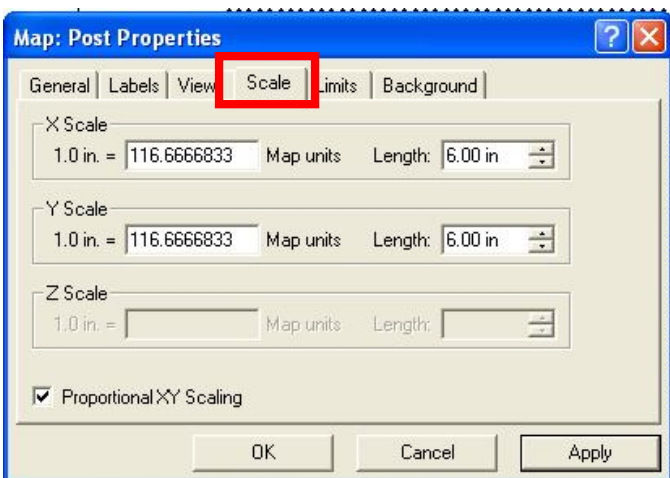 Map: Post Properties
General Labels View Scale Limits Background
X Scale
1.0 in. = 116.6666833 Map units Length: 6.00 in
Y Scale
1.0 in. = 116.6666833 Map units Length: 6.00 in
Z Scale
1.0 in. = Map units Length:
Proportional XY Scaling
OK Cancel Apply